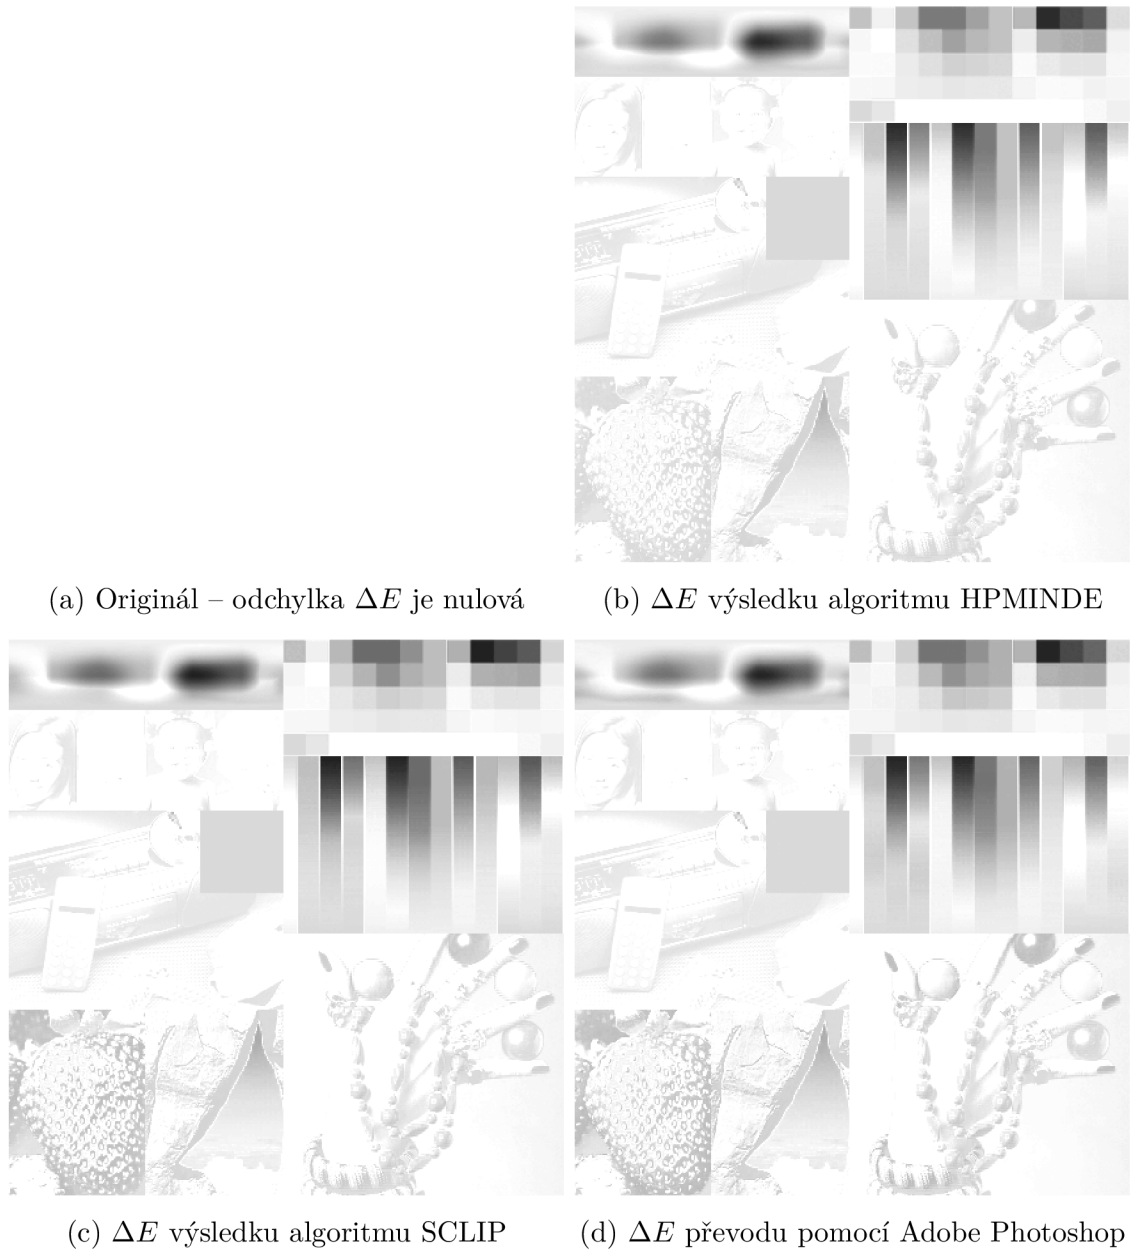 (a) Originál – odchylka ΔE je nulová
(b) ΔE výsledku algoritmu HPMINDE
(c) ΔE výsledku algoritmu SCLIP
(d) ΔE převodu pomocí Adobe Photoshop